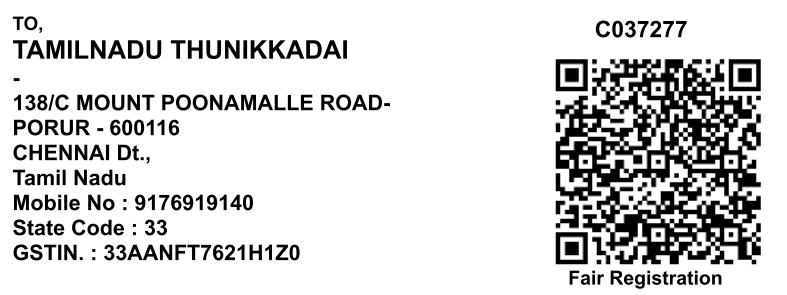 TO,
TAMILNADU THUNIKKADAI
-
138/C MOUNT POONAMALLE ROAD-
PORUR - 600116
CHENNAI Dt.,
Tamil Nadu
Mobile No : 9176919140
State Code : 33
GSTIN. : 33AANFT7621H1Z0
C037277
Fair Registration